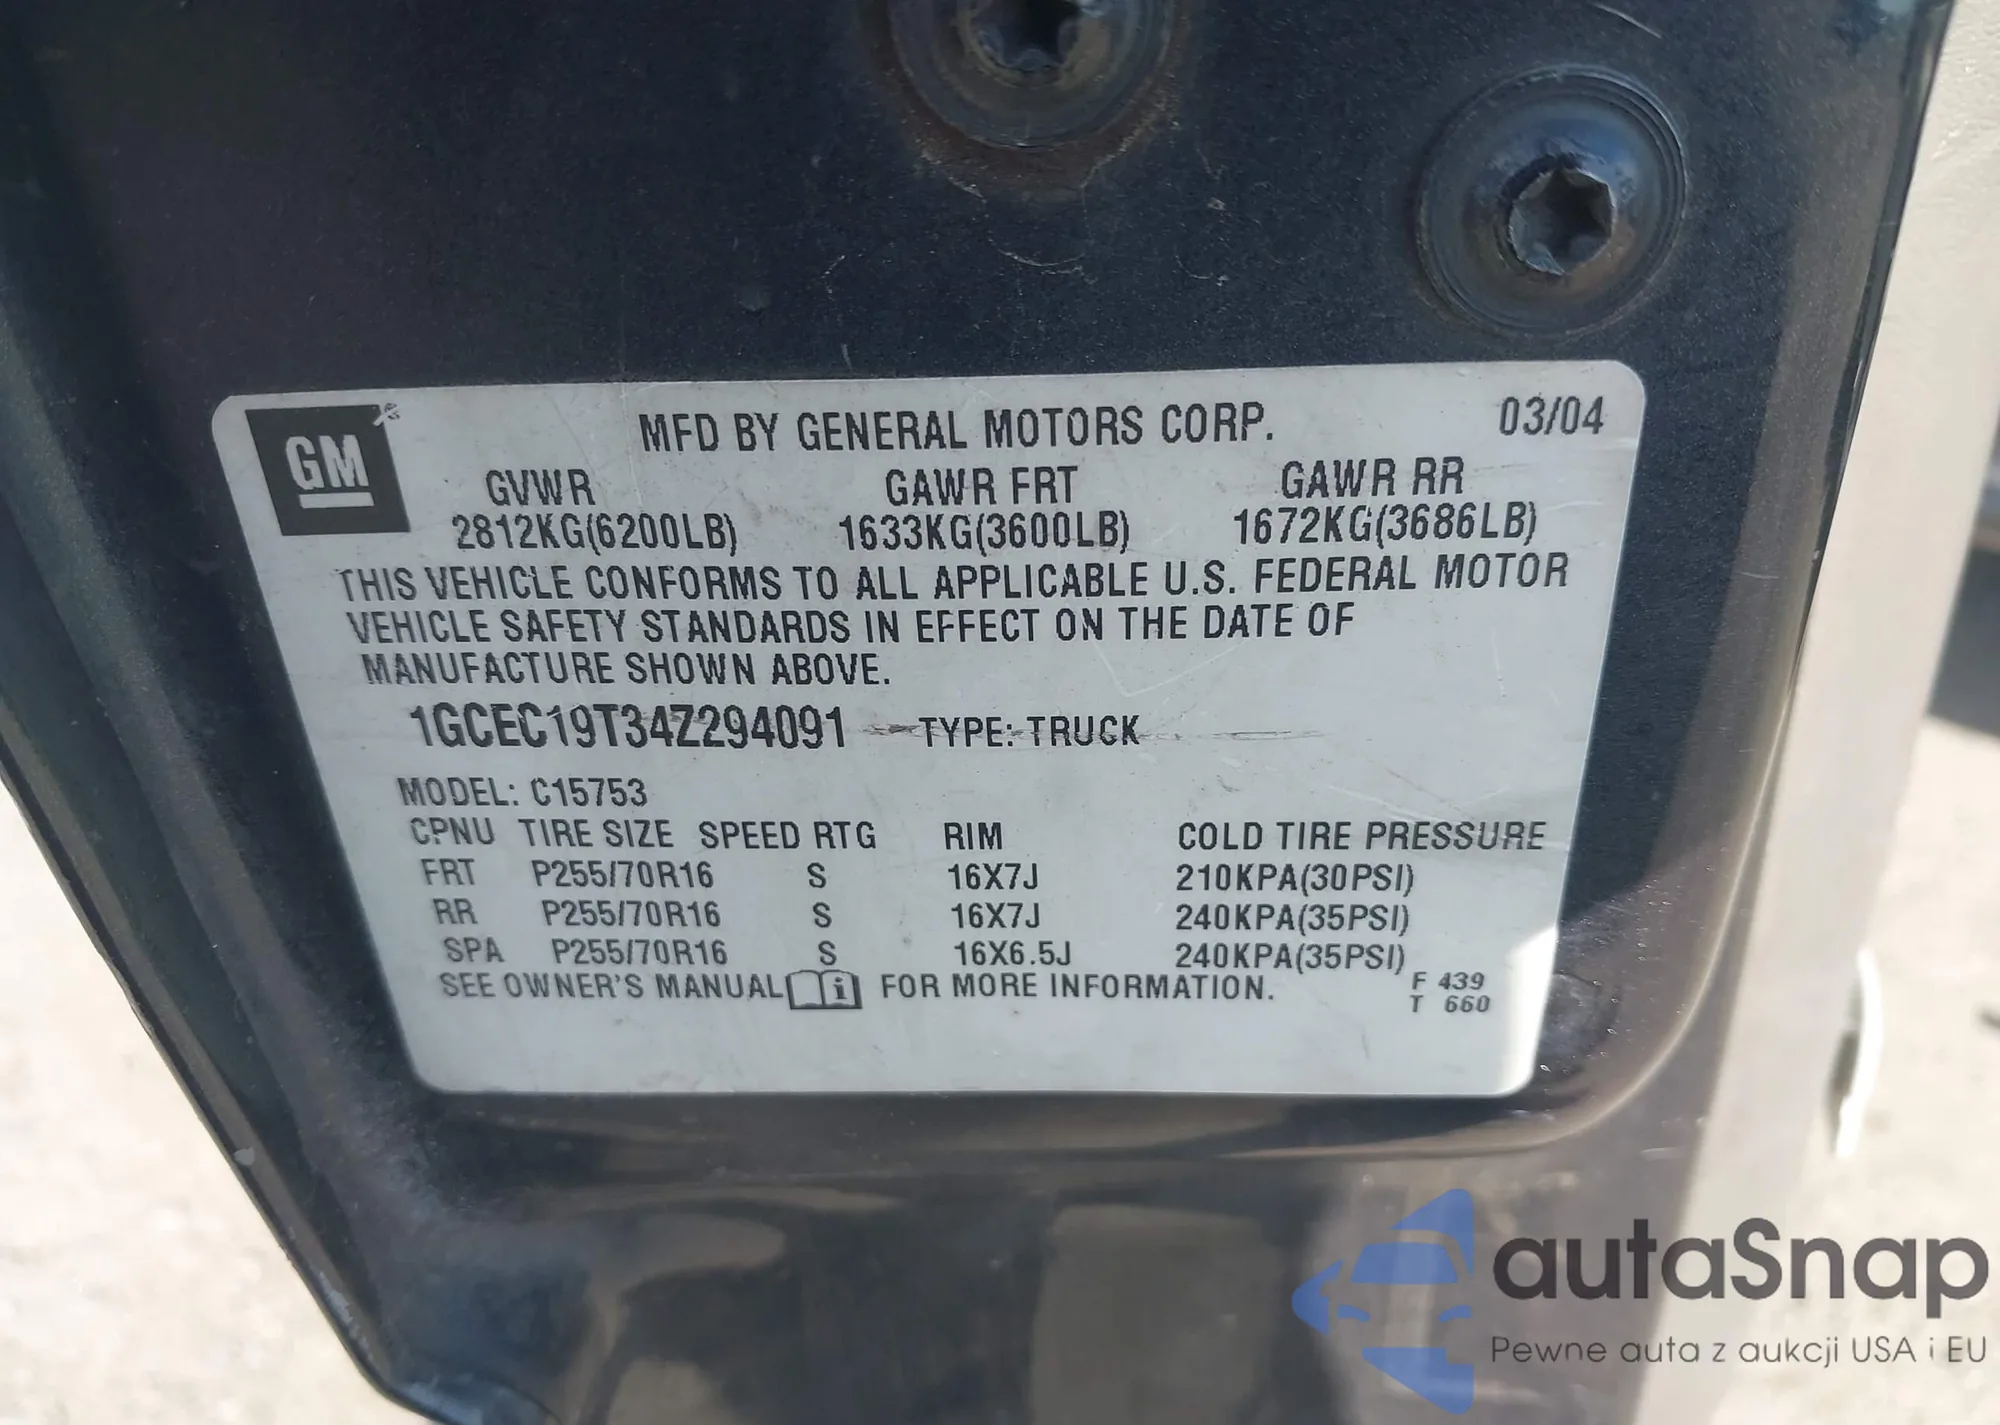 GM
MFD BY GENERAL MOTORS CORP. 03/04
GVWR GAWR FRT GAWR RR
2812KG(6200LB) 1633KG(3600LB) 1672KG(3686LB)
THIS VEHICLE CONFORMS TO ALL APPLICABLE U.S. FEDERAL MOTOR
VEHICLE SAFETY STANDARDS IN EFFECT ON THE DATE OF
MANUFACTURE SHOWN ABOVE.
1GCEC19T34Z294091 TYPE: TRUCK
MODEL: C15753
CPNU TIRE SIZE SPEED RTG RIM COLD TIRE PRESSURE
FRT P255/70R16 S 16X7J 210KPA(30PSI)
RR P255/70R16 S 16X7J 240KPA(35PSI)
SPA P255/70R16 S 16X6.5J 240KPA(35PSI)
SEE OWNER'S MANUAL i FOR MORE INFORMATION.
F 439
T 660
autaSnap
Pewne auta z aukcji USA i EU